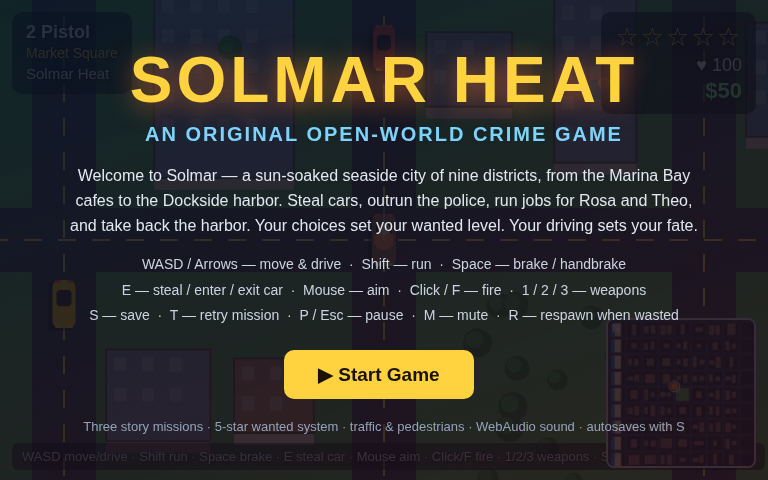 2 Pistol
Market Square
Solmar Heat
☆☆☆☆☆
♥ 100
$50
SOLMAR HEAT
AN ORIGINAL OPEN-WORLD CRIME GAME
Welcome to Solmar — a sun-soaked seaside city of nine districts, from the Marina Bay
cafes to the Dockside harbor. Steal cars, outrun the police, run jobs for Rosa and Theo,
and take back the harbor. Your choices set your wanted level. Your driving sets your fate.
WASD / Arrows — move & drive · Shift — run · Space — brake / handbrake
E — steal / enter / exit car · Mouse — aim · Click / F — fire · 1 / 2 / 3 — weapons
S — save · T — retry mission · P / Esc — pause · M — mute · R — respawn when wasted
▶ Start Game
Three story missions · 5-star wanted system · traffic & pedestrians · WebAudio sound · autosaves with S
WASD move/drive · Shift run · Space brake · E steal car · Mouse aim · Click/F fire · 1/2/3 weapons · S